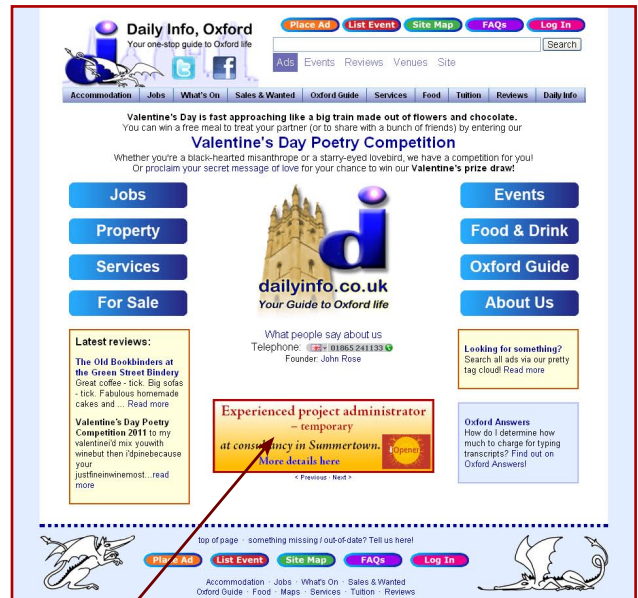 Daily Info, Oxford
Your one-stop guide to Oxford life
Place Ad List Event Site Map FAQs Log In
Search
Ads Events Reviews Venues Site
Accommodation Jobs What's On Sales & Wanted Oxford Guide Services Food Tuition Reviews Daily Info
Valentine's Day is fast approaching like a big train made out of flowers and chocolate.
You can win a free meal to treat your partner (or to share with a bunch of friends) by entering our
Valentine's Day Poetry Competition
Whether you're a black-hearted misanthrope or a starry-eyed lovebird, we have a competition for you!
Or proclaim your secret message of love for your chance to win our Valentine's prize draw!
Jobs
Property
Services
For Sale
dailyinfo.co.uk
Your Guide to Oxford life
Events
Food & Drink
Oxford Guide
About Us
What people say about us
Telephone: 01865 241133
Founder: John Rose
Latest reviews:
The Old Bookbinders at
the Green Street Bindery
Great coffee - tick. Big sofas
- tick. Fabulous homemade
cakes and ... Read more
Valentine's Day Poetry
Competition 2011 to my
valentinei'd mix youwith
winebut then i'dpinebecause
your
justfineinwinemost...read
more
Experienced project administrator
– temporary
at consultancy in Summertown.
More details here
Opener
< Previous · Next >
Looking for something?
Search all ads via our pretty
tag cloud! Read more
Oxford Answers
How do I determine how
much to charge for typing
transcripts? Find out on
Oxford Answers!
top of page · something missing / out-of-date? Tell us here!
Place Ad List Event Site Map FAQs Log In
Accommodation · Jobs · What's On · Sales & Wanted
Oxford Guide · Food · Maps · Services · Tuition · Reviews